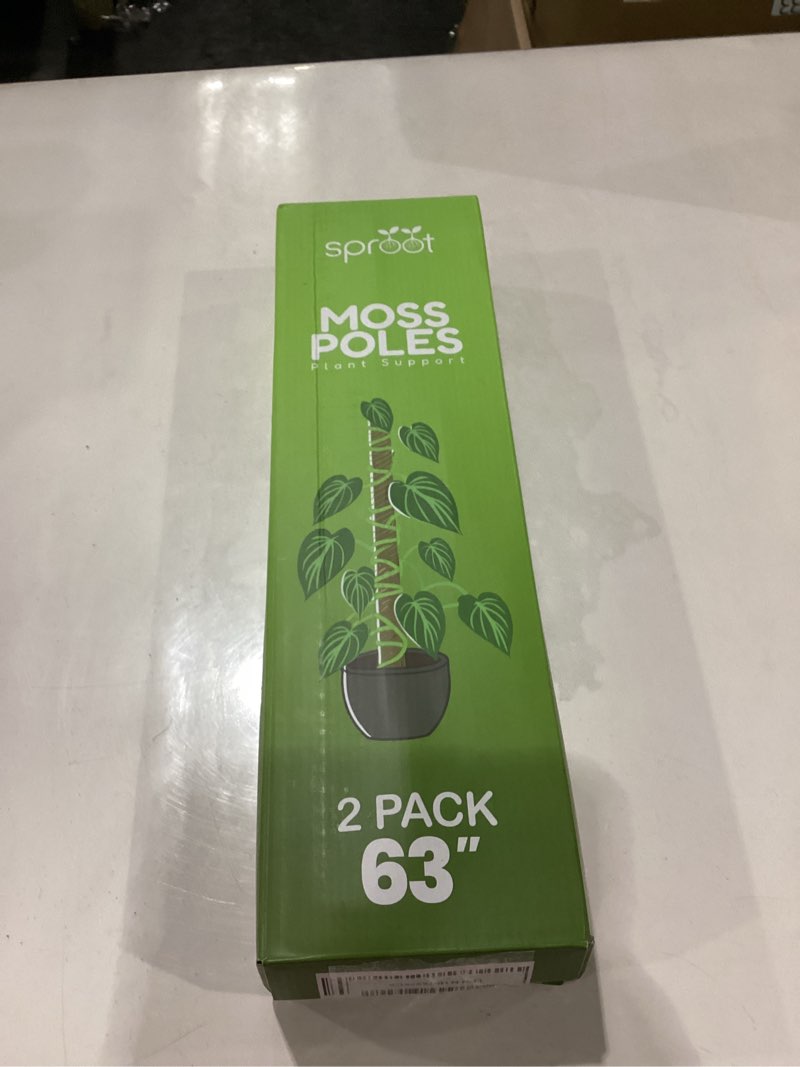 sproot
MOSS
POLES
Plant Support
2 PACK
63"